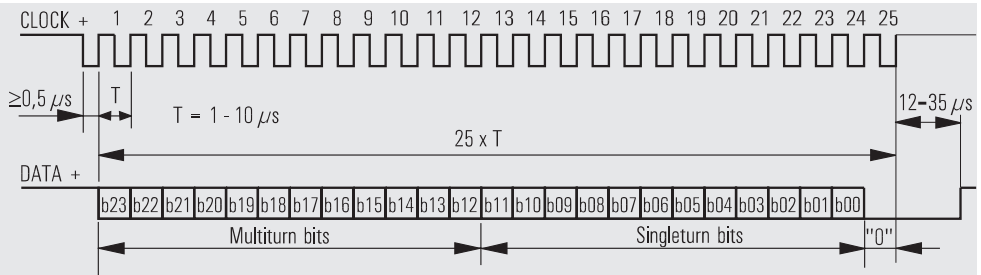 CLOCK + 1 2 3 4 5 6 7 8 9 10 11 12 13 14 15 16 17 18 19 20 21 22 23 24 25
≥0,5 µs T 12–35 µs
T = 1 - 10 µs
25 x T
DATA +
b23 b22 b21 b20 b19 b18 b17 b16 b15 b14 b13 b12 b11 b10 b09 b08 b07 b06 b05 b04 b03 b02 b01 b00
Multiturn bits Singleturn bits "0"